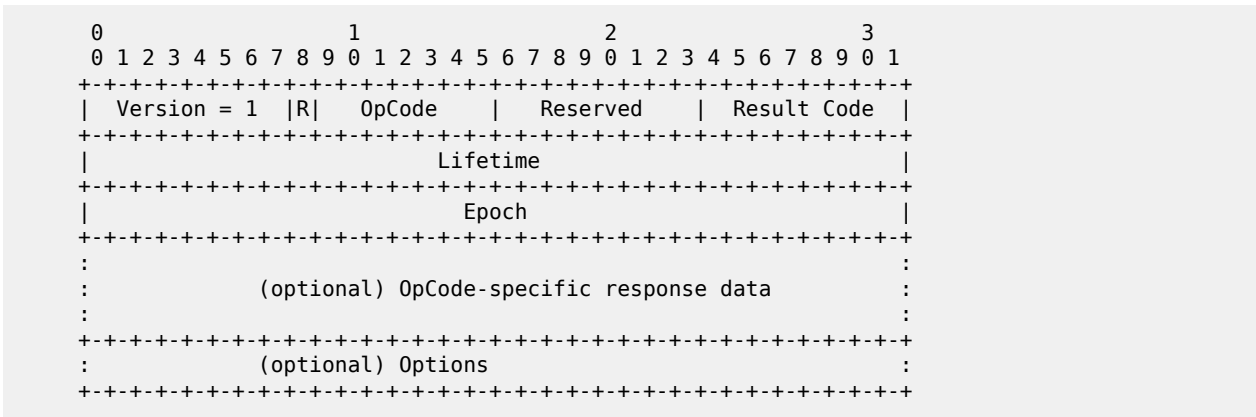 0                   1                   2                   3
 0 1 2 3 4 5 6 7 8 9 0 1 2 3 4 5 6 7 8 9 0 1 2 3 4 5 6 7 8 9 0 1
+-+-+-+-+-+-+-+-+-+-+-+-+-+-+-+-+-+-+-+-+-+-+-+-+-+-+-+-+-+-+-+-+
|  Version = 1  |R|   OpCode    |   Reserved    |  Result Code  |
+-+-+-+-+-+-+-+-+-+-+-+-+-+-+-+-+-+-+-+-+-+-+-+-+-+-+-+-+-+-+-+-+
|                           Lifetime                            |
+-+-+-+-+-+-+-+-+-+-+-+-+-+-+-+-+-+-+-+-+-+-+-+-+-+-+-+-+-+-+-+-+
|                             Epoch                             |
+-+-+-+-+-+-+-+-+-+-+-+-+-+-+-+-+-+-+-+-+-+-+-+-+-+-+-+-+-+-+-+-+
:                                                               :
:             (optional) OpCode-specific response data          :
:                                                               :
+-+-+-+-+-+-+-+-+-+-+-+-+-+-+-+-+-+-+-+-+-+-+-+-+-+-+-+-+-+-+-+-+
:             (optional) Options                                :
+-+-+-+-+-+-+-+-+-+-+-+-+-+-+-+-+-+-+-+-+-+-+-+-+-+-+-+-+-+-+-+-+